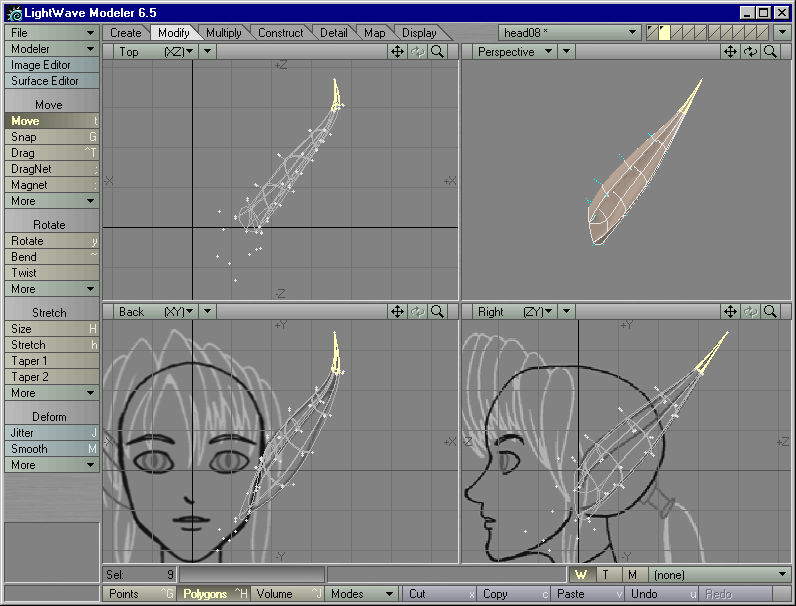 LightWave Modeler 6.5
File Create Modify Multiply Construct Detail Map Display head08 *
Modeler Top (XZ) Perspective
Image Editor
Surface Editor
Move
Move t
Snap G
Drag ^T
DragNet ;
Magnet :
More
Rotate
Rotate y
Bend ~
Twist
More
Stretch
Size H
Stretch h
Taper 1
Taper 2
More
Deform
Jitter J
Smooth M
More
+Z
-X +X
-Z
Back (XY) Right (ZY)
+Y +Y
-X +X -Z +Z
-Y -Y
Sel: 9 W T M (none)
Points ^G Polygons ^H Volume ^J Modes Cut x Copy c Paste v Undo u Redo